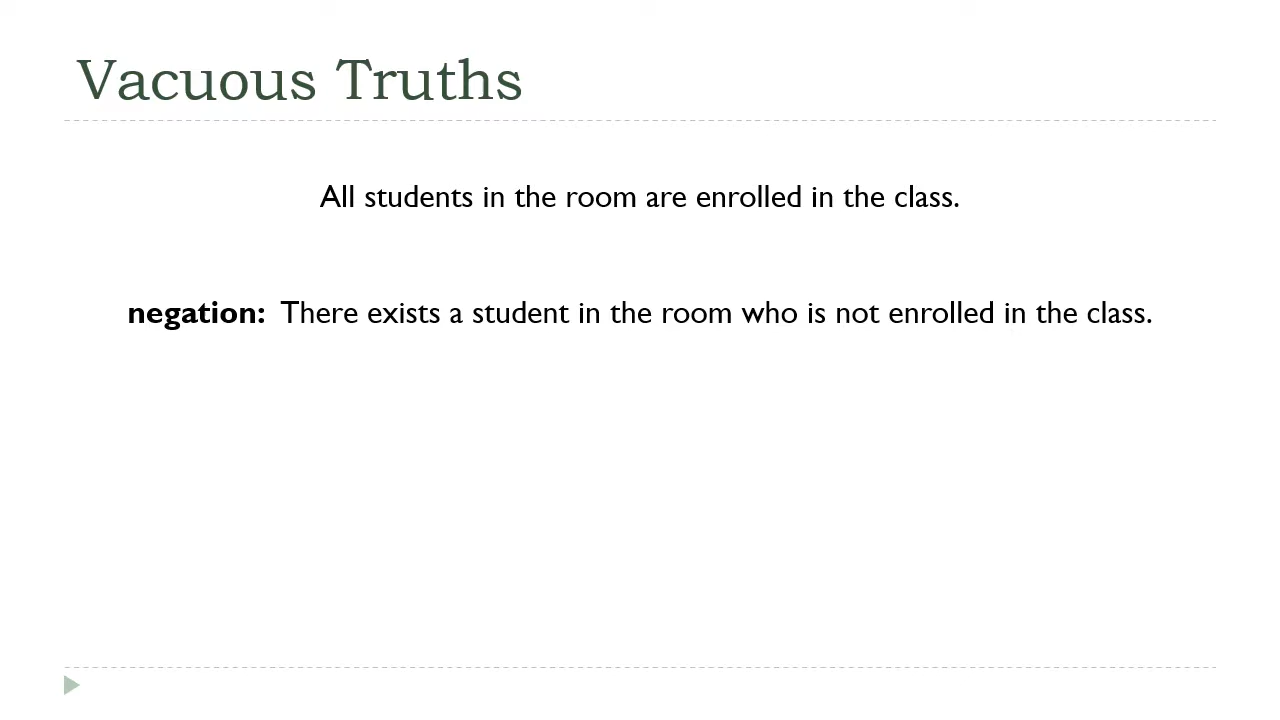 Vacuous Truths
All students in the room are enrolled in the class.
negation: There exists a student in the room who is not enrolled in the class.